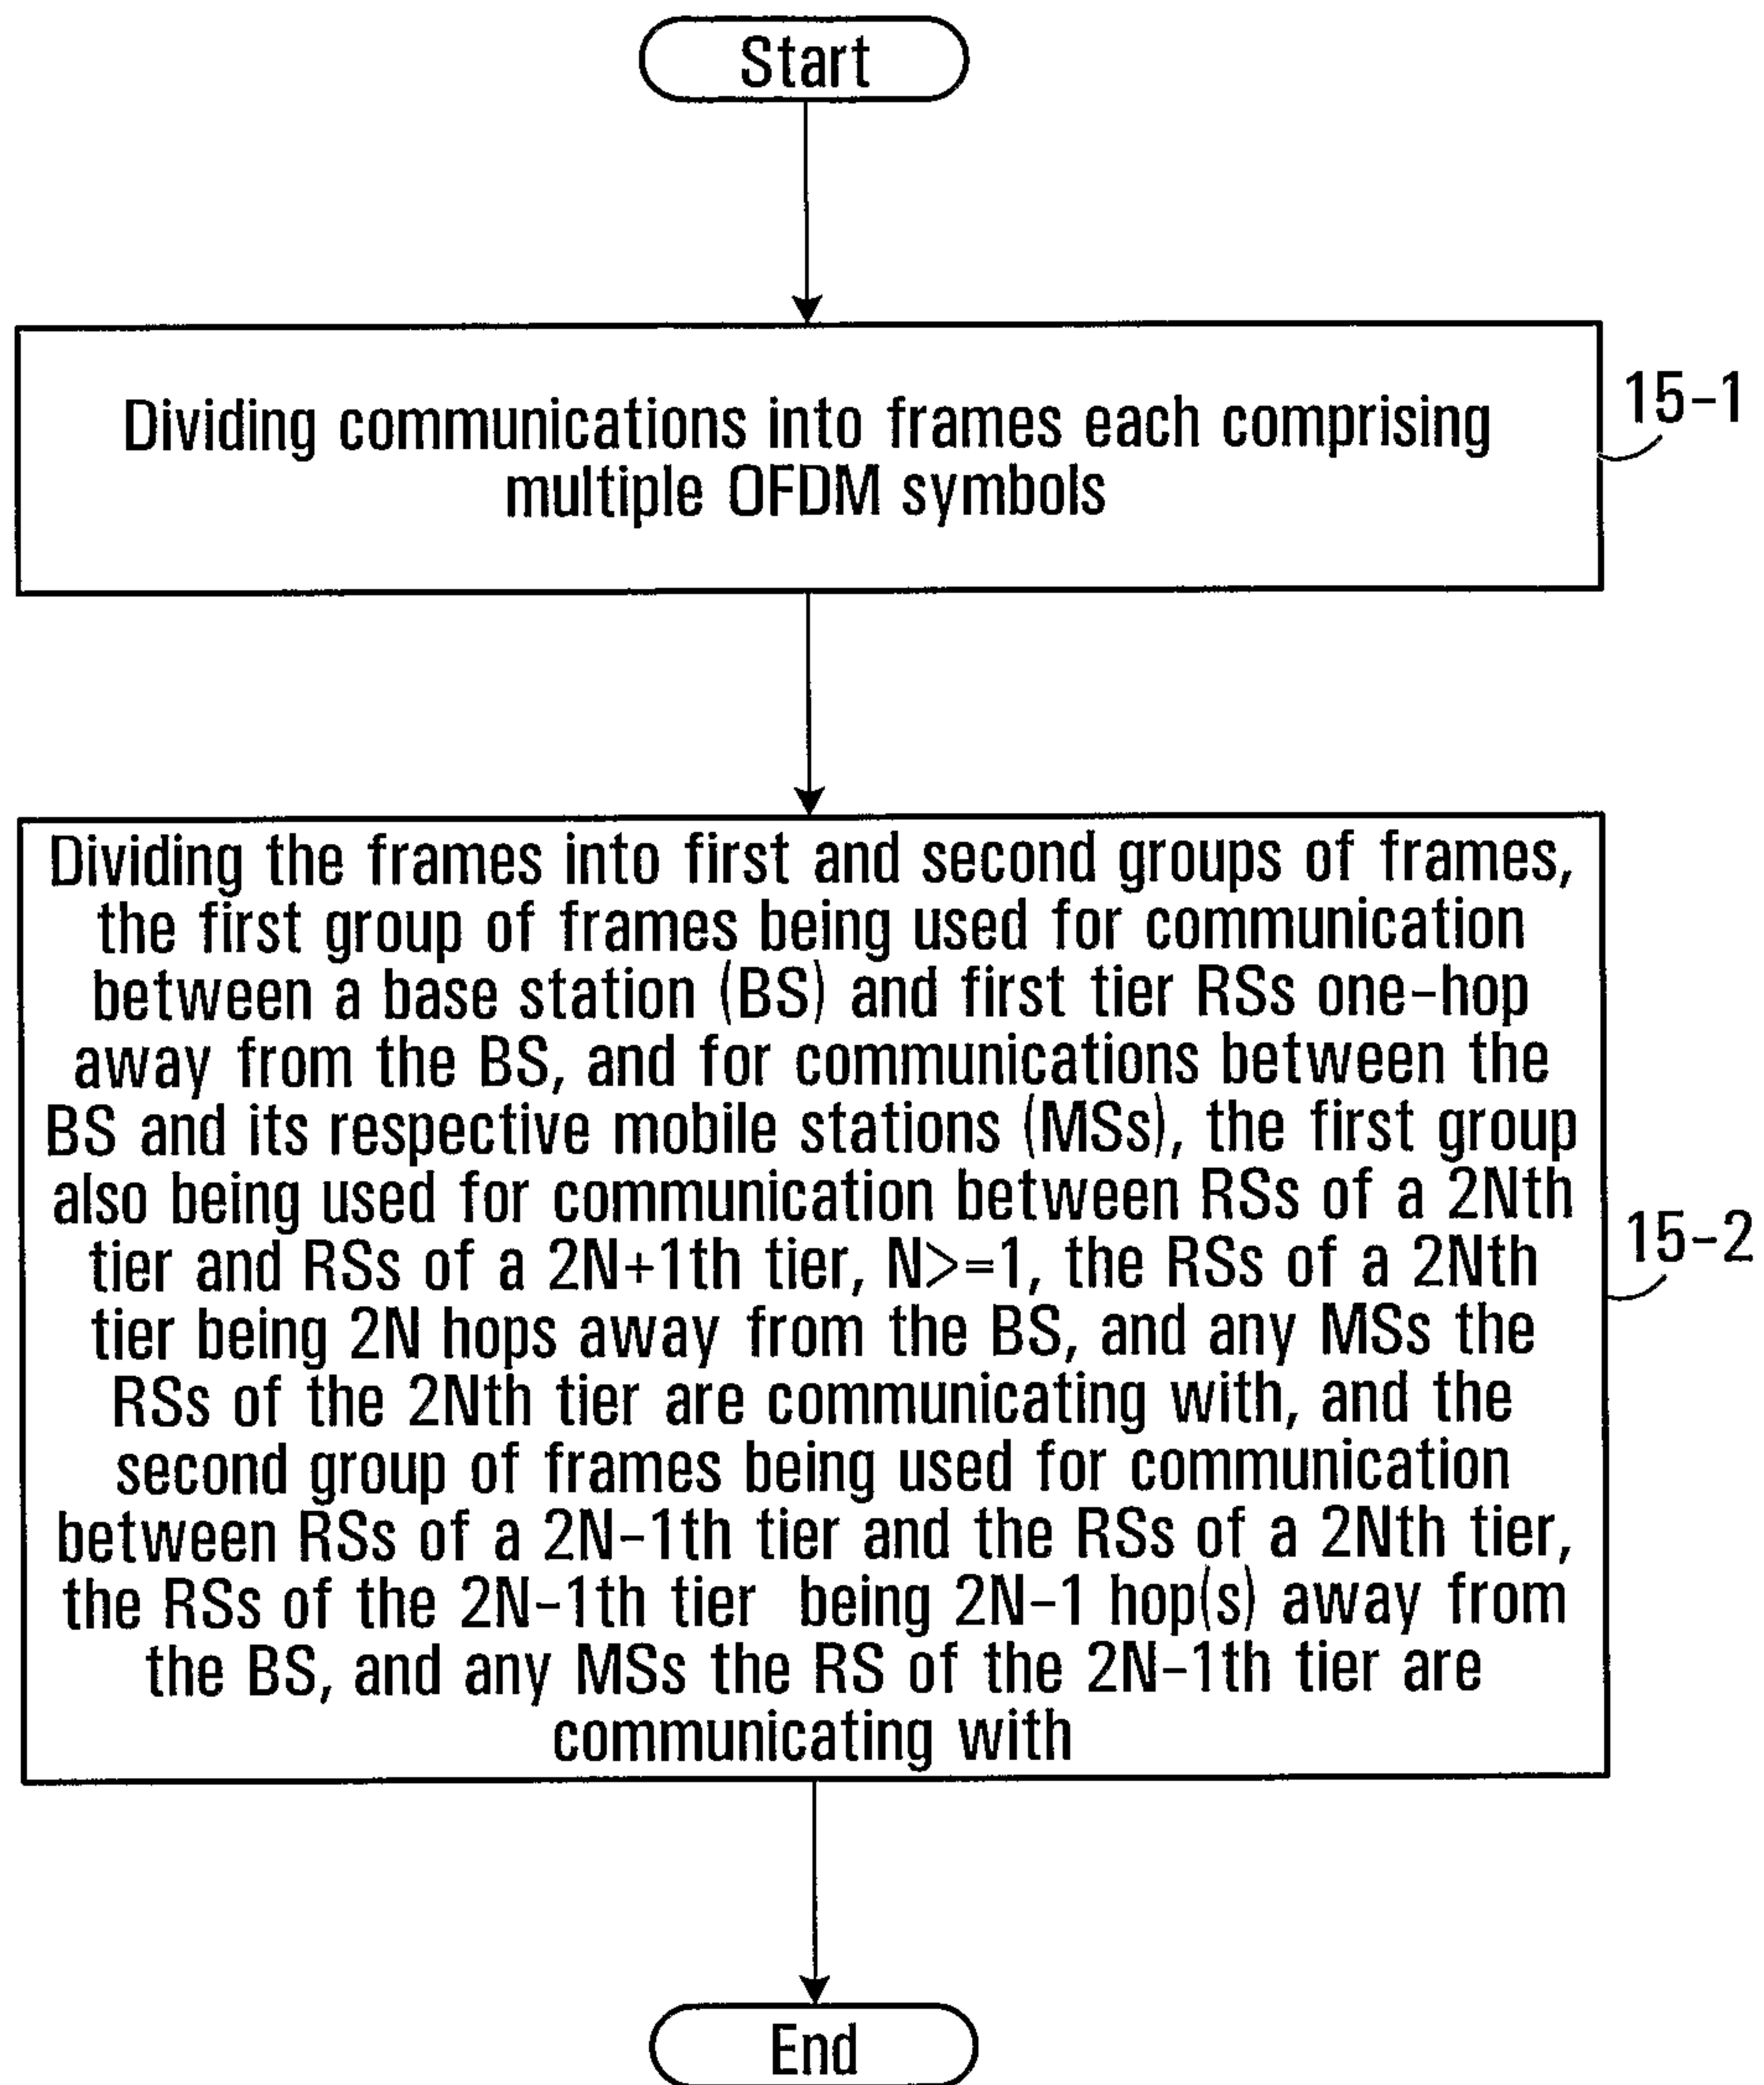 Start
Dividing communications into frames each comprising
multiple OFDM symbols
15-1
Dividing the frames into first and second groups of frames,
the first group of frames being used for communication
between a base station (BS) and first tier RSs one-hop
away from the BS, and for communications between the
BS and its respective mobile stations (MSs), the first group
also being used for communication between RSs of a 2Nth
tier and RSs of a 2N+1th tier, N>=1, the RSs of a 2Nth
tier being 2N hops away from the BS, and any MSs the
RSs of the 2Nth tier are communicating with, and the
second group of frames being used for communication
between RSs of a 2N-1th tier and the RSs of a 2Nth tier,
the RSs of the 2N-1th tier being 2N-1 hop(s) away from
the BS, and any MSs the RS of the 2N-1th tier are
communicating with
15-2
End